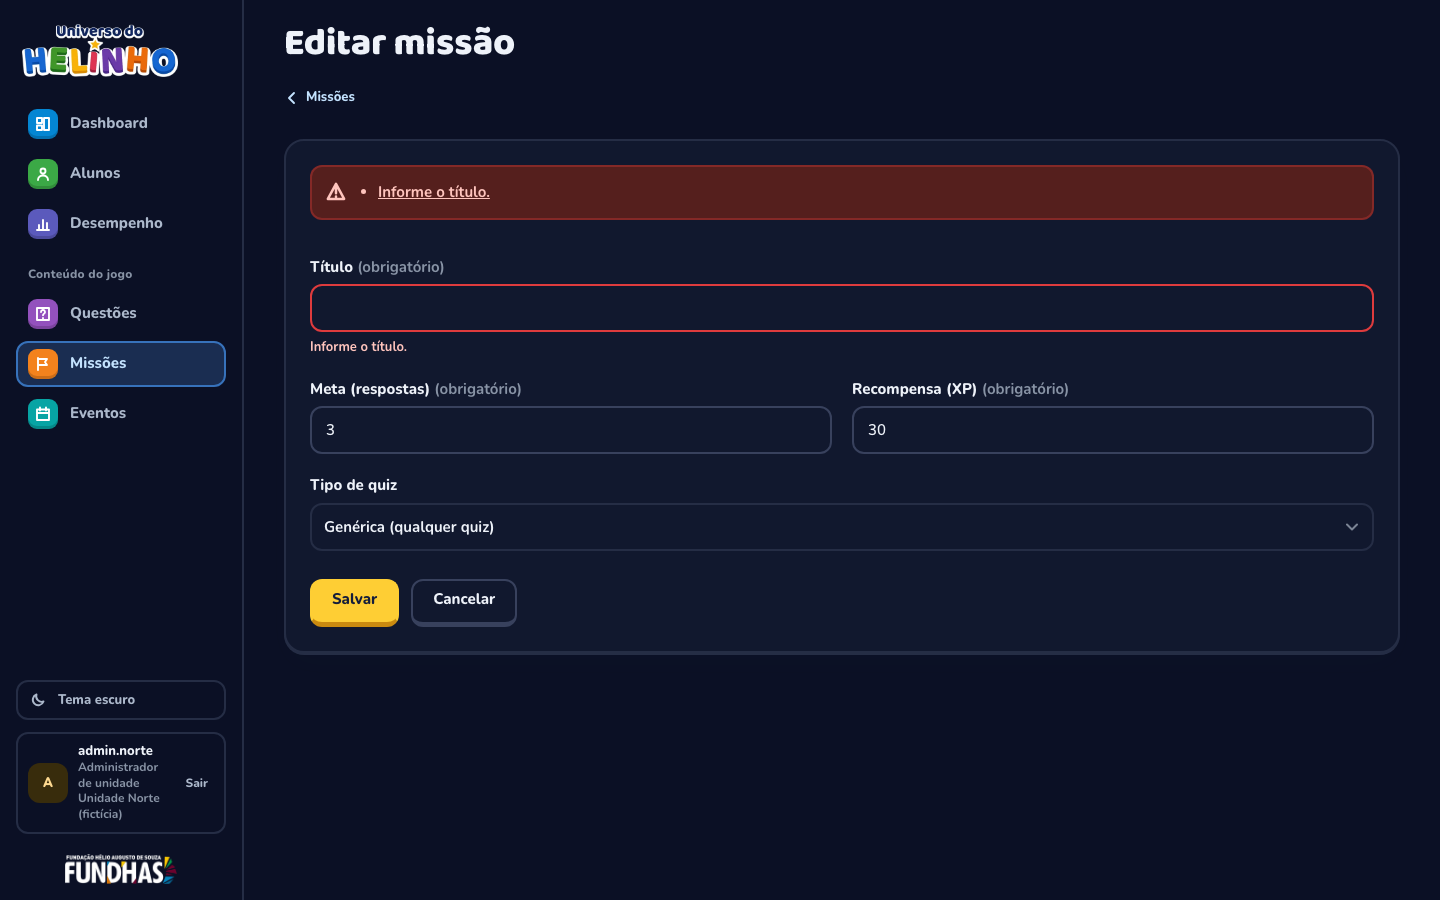 Universo do
HELINHO
Dashboard
Alunos
Desempenho
Conteúdo do jogo
Questões
Missões
Eventos
Tema escuro
A
admin.norte
Administrador
de unidade
Unidade Norte
(fictícia)
Sair
FUNDAÇÃO HÉLIO AUGUSTO DE SOUZA
FUNDHAS
Editar missão
Missões
• Informe o título.
Título (obrigatório)
Informe o título.
Meta (respostas) (obrigatório)
3
Recompensa (XP) (obrigatório)
30
Tipo de quiz
Genérica (qualquer quiz)
Salvar
Cancelar